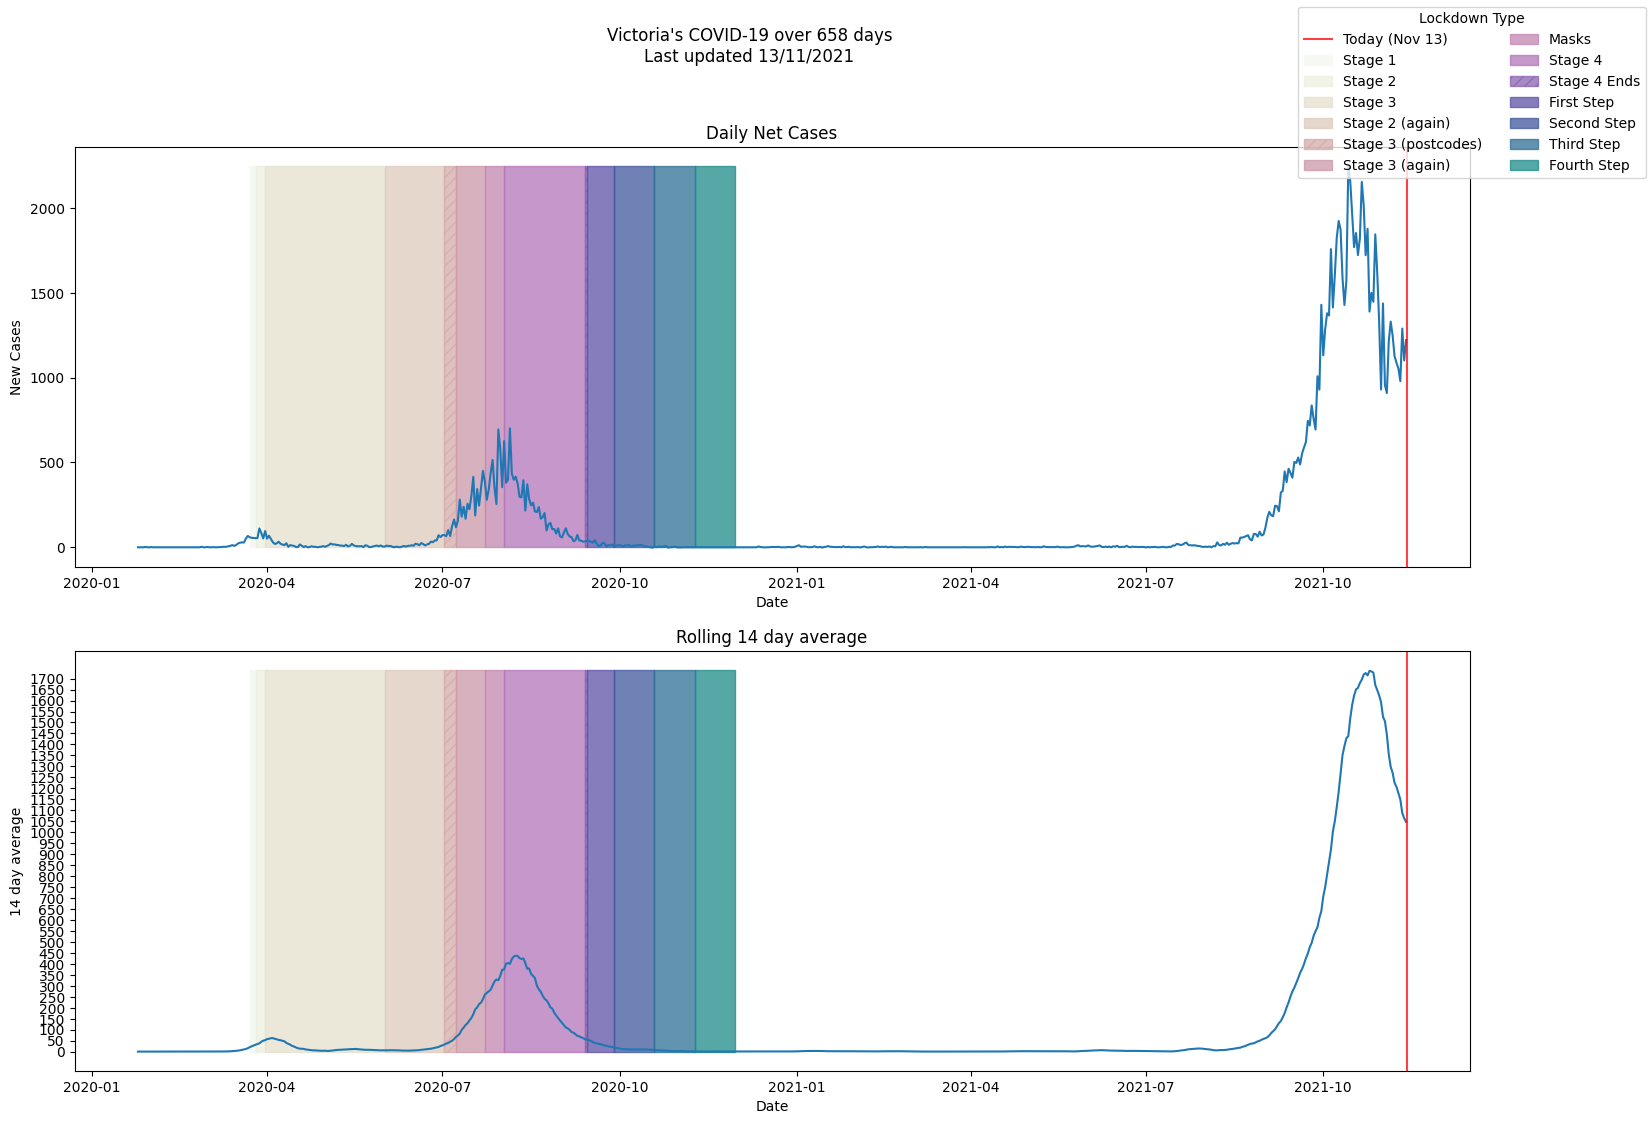 Victoria's COVID-19 over 658 days
Last updated 13/11/2021
Lockdown Type
Today (Nov 13)
Stage 1
Stage 2
Stage 3
Stage 2 (again)
Stage 3 (postcodes)
Stage 3 (again)
Masks
Stage 4
Stage 4 Ends
First Step
Second Step
Third Step
Fourth Step
Daily Net Cases
New Cases
2000
1500
1000
500
0
2020-01 2020-04 2020-07 2020-10 2021-01 2021-04 2021-07 2021-10
Date
Rolling 14 day average
14 day average
1700
1650
1600
1550
1500
1450
1400
1350
1300
1250
1200
1150
1100
1050
1000
950
900
850
800
750
700
650
600
550
500
450
400
350
300
250
200
150
100
50
0
2020-01 2020-04 2020-07 2020-10 2021-01 2021-04 2021-07 2021-10
Date